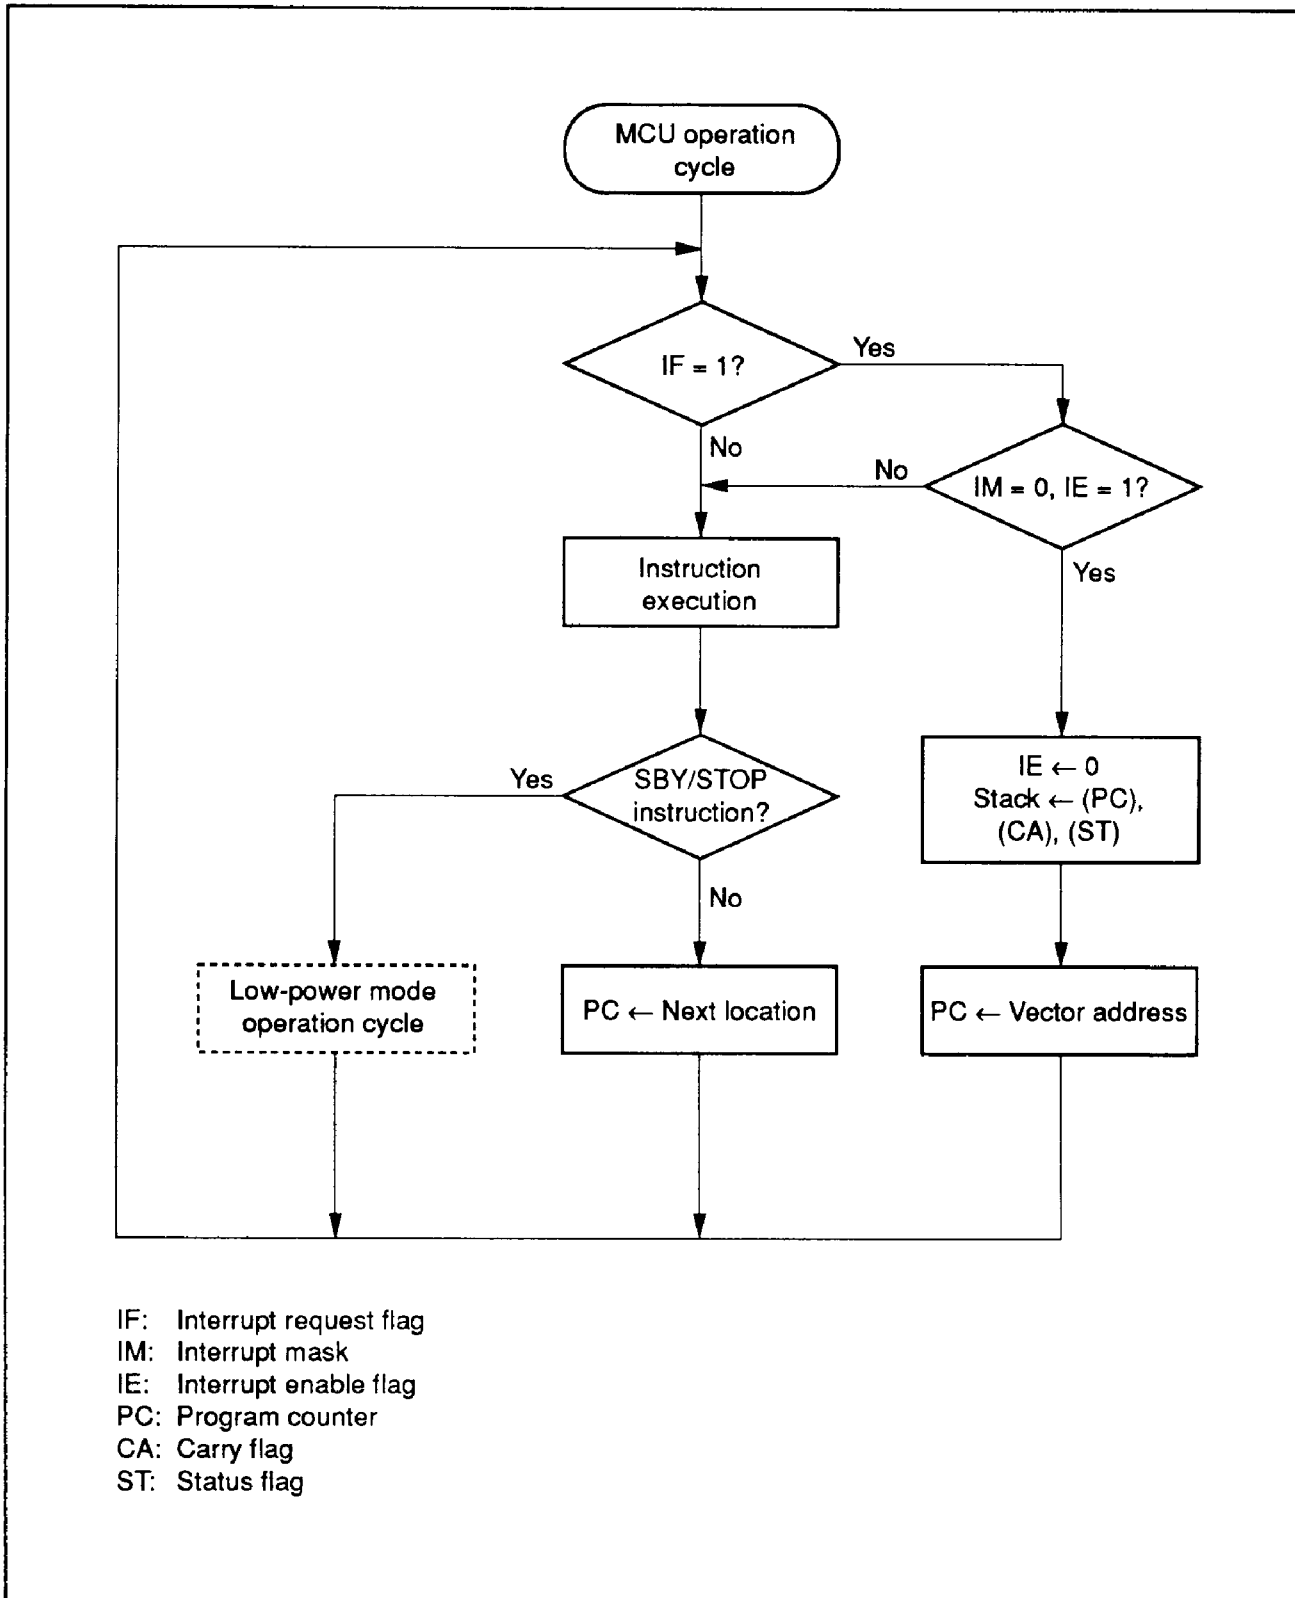 MCU operation
cycle
IF = 1?
Yes
No
No
IM = 0, IE = 1?
Yes
Instruction
execution
Yes
SBY/STOP
instruction?
No
IE ← 0
Stack ← (PC),
(CA), (ST)
Low-power mode
operation cycle
PC ← Next location
PC ← Vector address
IF: Interrupt request flag
IM: Interrupt mask
IE: Interrupt enable flag
PC: Program counter
CA: Carry flag
ST: Status flag